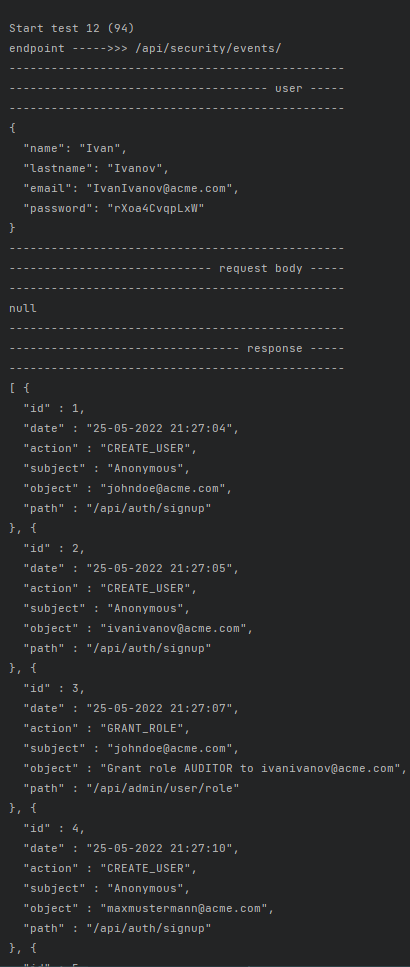 Start test 12 (94)
endpoint ----->>> /api/security/events/
------------------------------------------------
------------------------------------- user -----
------------------------------------------------
{
  "name": "Ivan",
  "lastname": "Ivanov",
  "email": "IvanIvanov@acme.com",
  "password": "rXoa4CvqpLxW"
}
------------------------------------------------
----------------------------- request body -----
------------------------------------------------
null
------------------------------------------------
--------------------------------- response -----
------------------------------------------------
[ {
  "id" : 1,
  "date" : "25-05-2022 21:27:04",
  "action" : "CREATE_USER",
  "subject" : "Anonymous",
  "object" : "johndoe@acme.com",
  "path" : "/api/auth/signup"
}, {
  "id" : 2,
  "date" : "25-05-2022 21:27:05",
  "action" : "CREATE_USER",
  "subject" : "Anonymous",
  "object" : "ivanivanov@acme.com",
  "path" : "/api/auth/signup"
}, {
  "id" : 3,
  "date" : "25-05-2022 21:27:07",
  "action" : "GRANT_ROLE",
  "subject" : "johndoe@acme.com",
  "object" : "Grant role AUDITOR to ivanivanov@acme.com",
  "path" : "/api/admin/user/role"
}, {
  "id" : 4,
  "date" : "25-05-2022 21:27:10",
  "action" : "CREATE_USER",
  "subject" : "Anonymous",
  "object" : "maxmustermann@acme.com",
  "path" : "/api/auth/signup"
}, {